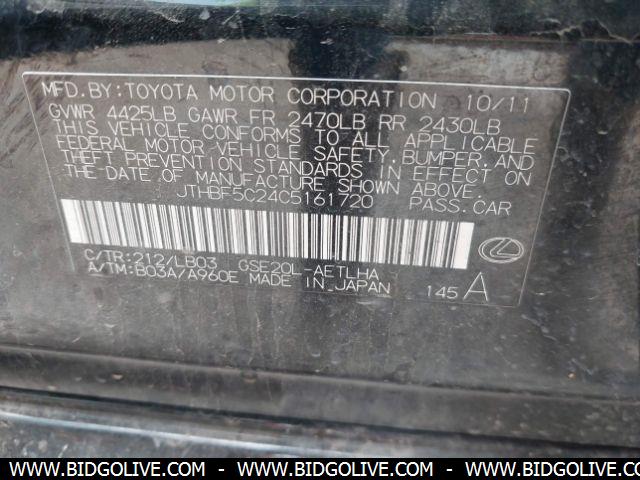 MFD. BY: TOYOTA MOTOR CORPORATION 10/11
GVWR 4425LB GAWR FR 2470LB RR 2430LB
THIS VEHICLE CONFORMS TO ALL APPLICABLE
FEDERAL MOTOR VEHICLE SAFETY, BUMPER, AND
THEFT PREVENTION STANDARDS IN EFFECT ON
THE DATE OF MANUFACTURE SHOWN ABOVE.
JTHBF5C24C5161720 PASS. CAR
C/TR: 212/LB03 GSE20L-AETLHA
A/TM: B03A/A960E MADE IN JAPAN 145 A
WWW.BIDGOLIVE.COM - WWW.BIDGOLIVE.COM - WWW.BIDGOLIVE.COM